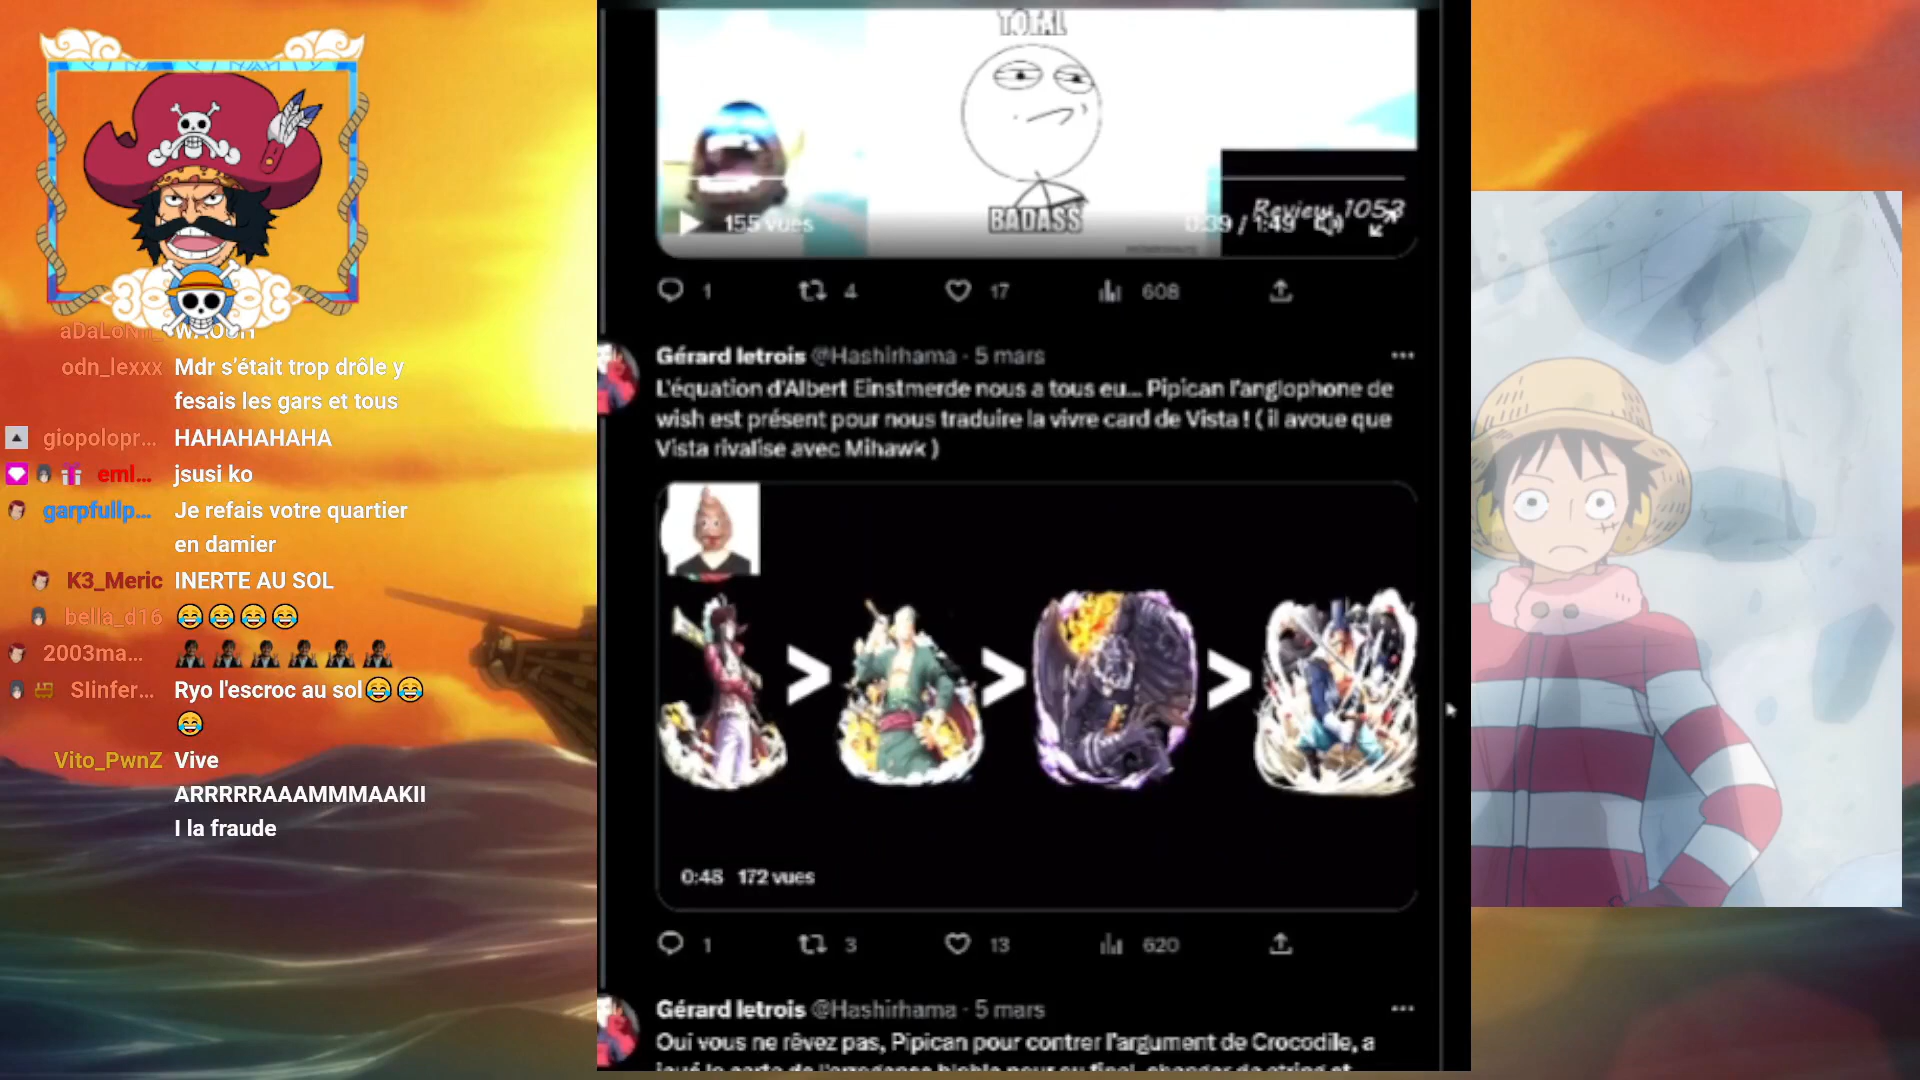 aDaLoNn_ WAOUH
odn_lexxx Mdr s'était trop drôle y
fesais les gars et tous
giopolopr... HAHAHAHAHA
eml... jsusi ko
garpfullp... Je refais votre quartier
en damier
K3_Meric INERTE AU SOL
bella_d16 😂😂😂😂
2003ma...
Slinfer... Ryo l'escroc au sol😂😂
😂
Vito_PwnZ Vive
ARRRRRAAAMMMAAKII
I la fraude
TOTAL
BADASS
Review 1053
155 vues
0:39 / 1:49
1 4 17 608
Gérard letrois @Hashirhama · 5 mars
L'équation d'Albert Einstmerde nous a tous eu... Pipican l'anglophone de
wish est présent pour nous traduire la vivre card de Vista ! ( il avoue que
Vista rivalise avec Mihawk )
> > >
0:48 172 vues
1 3 13 620
Gérard letrois @Hashirhama · 5 mars
Oui vous ne rêvez pas, Pipican pour contrer l'argument de Crocodile, a